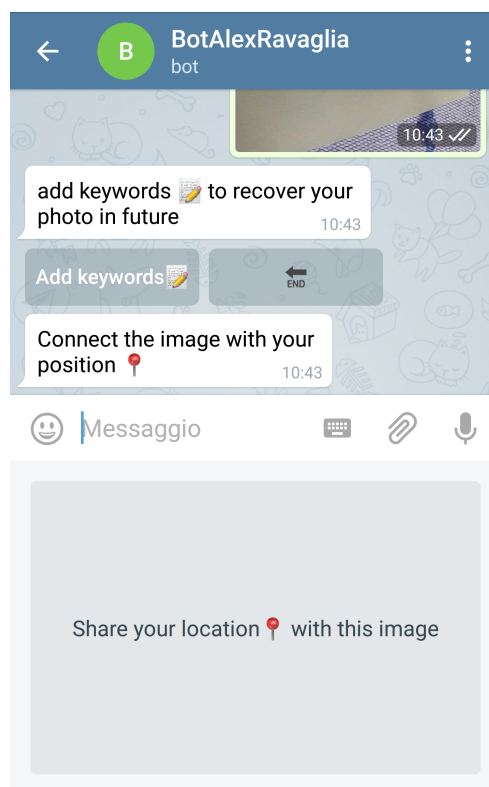 B
BotAlexRavaglia
bot
10:43
add keywords 📝 to recover your
photo in future
10:43
Add keywords📝
END
Connect the image with your
position 📍
10:43
Messaggio
Share your location📍 with this image